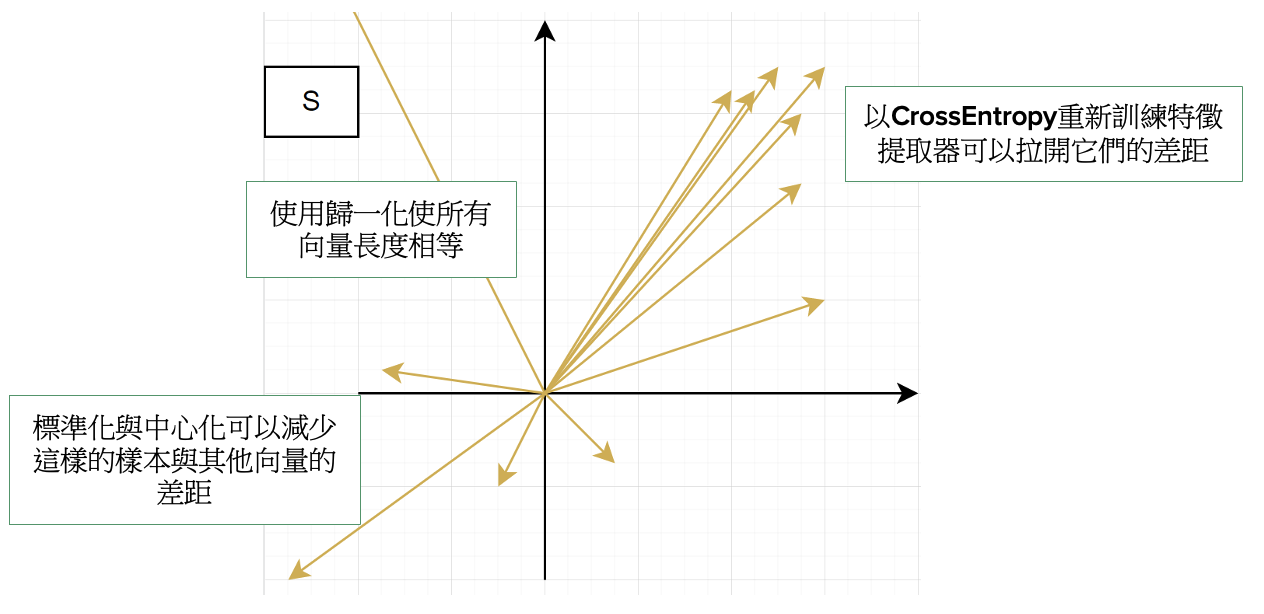 S
以CrossEntropy重新訓練特徵
提取器可以拉開它們的差距
使用歸一化使所有
向量長度相等
標準化與中心化可以減少
這樣的樣本與其他向量的
差距